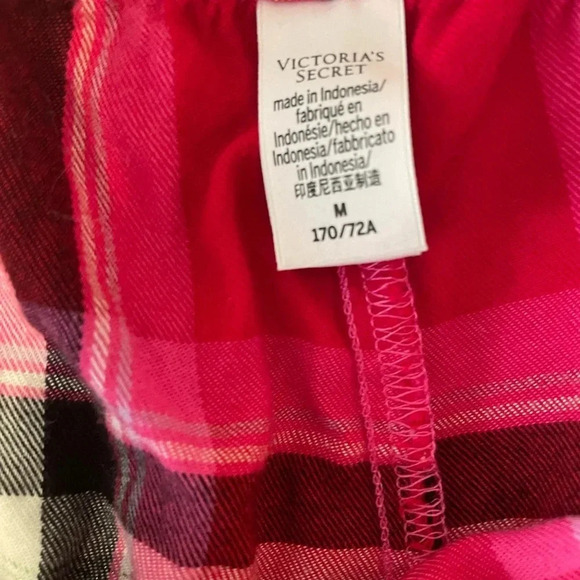 VICTORIA'S
SECRET
made in Indonesia/
fabriqué en
Indonésie/hecho en
Indonesia/fabbricato
in Indonesia/
印度尼西亚制造
M
170/72A